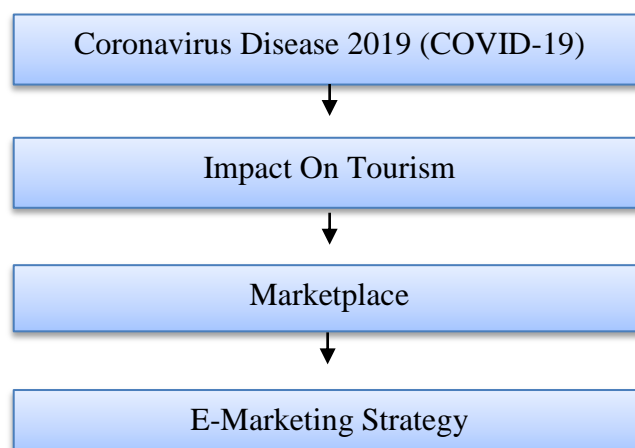 Coronavirus Disease 2019 (COVID-19)
Impact On Tourism
Marketplace
E-Marketing Strategy